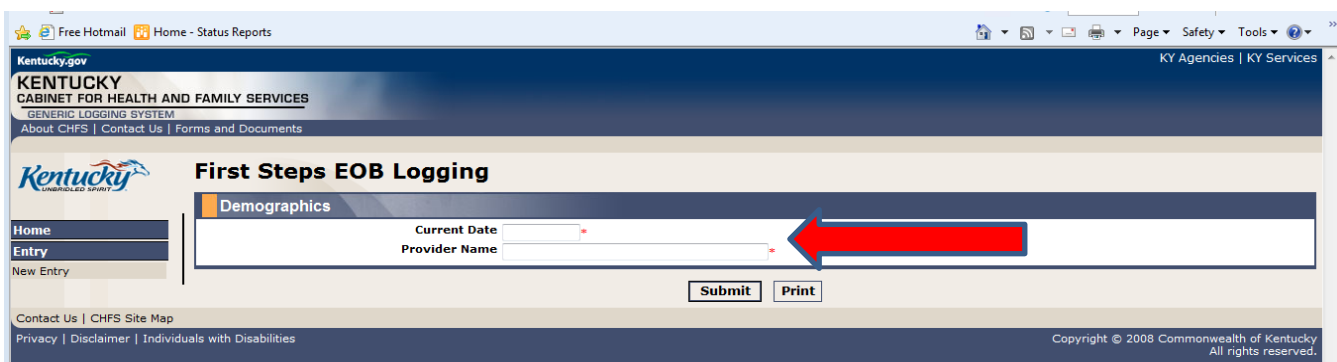 Free Hotmail Home - Status Reports Page Safety Tools
Kentucky.gov KY Agencies | KY Services
KENTUCKY
CABINET FOR HEALTH AND FAMILY SERVICES
GENERIC LOGGING SYSTEM
About CHFS | Contact Us | Forms and Documents
Kentucky
UNBRIDLED SPIRIT
First Steps EOB Logging
Demographics
Current Date *
Provider Name *
Home
Entry
New Entry
Submit Print
Contact Us | CHFS Site Map
Privacy | Disclaimer | Individuals with Disabilities
Copyright © 2008 Commonwealth of Kentucky
All rights reserved.